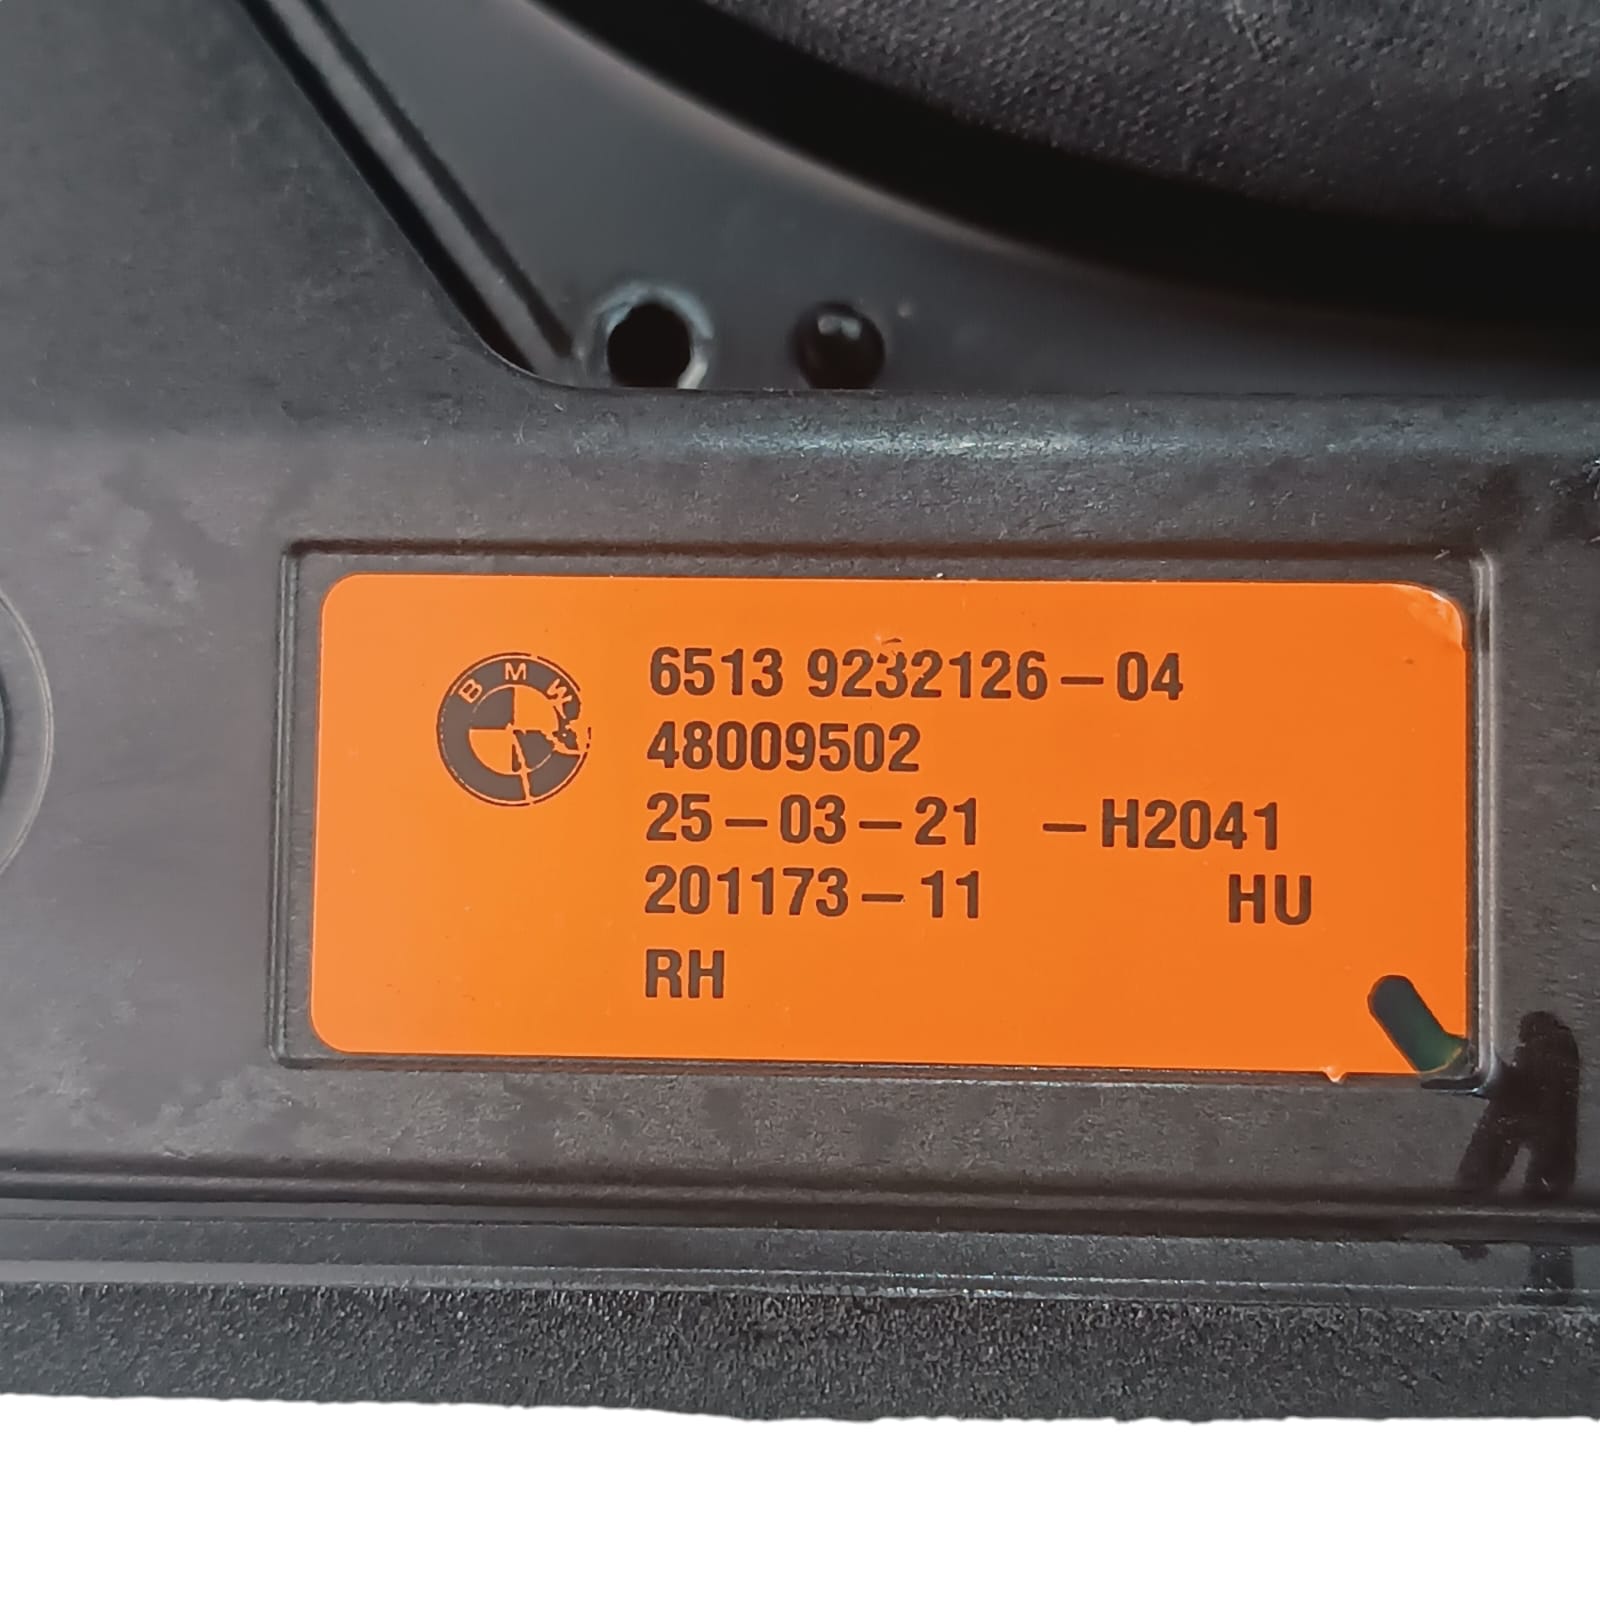 BMW
6513 9232126-04
48009502
25-03-21 -H2041
201173-11 HU
RH